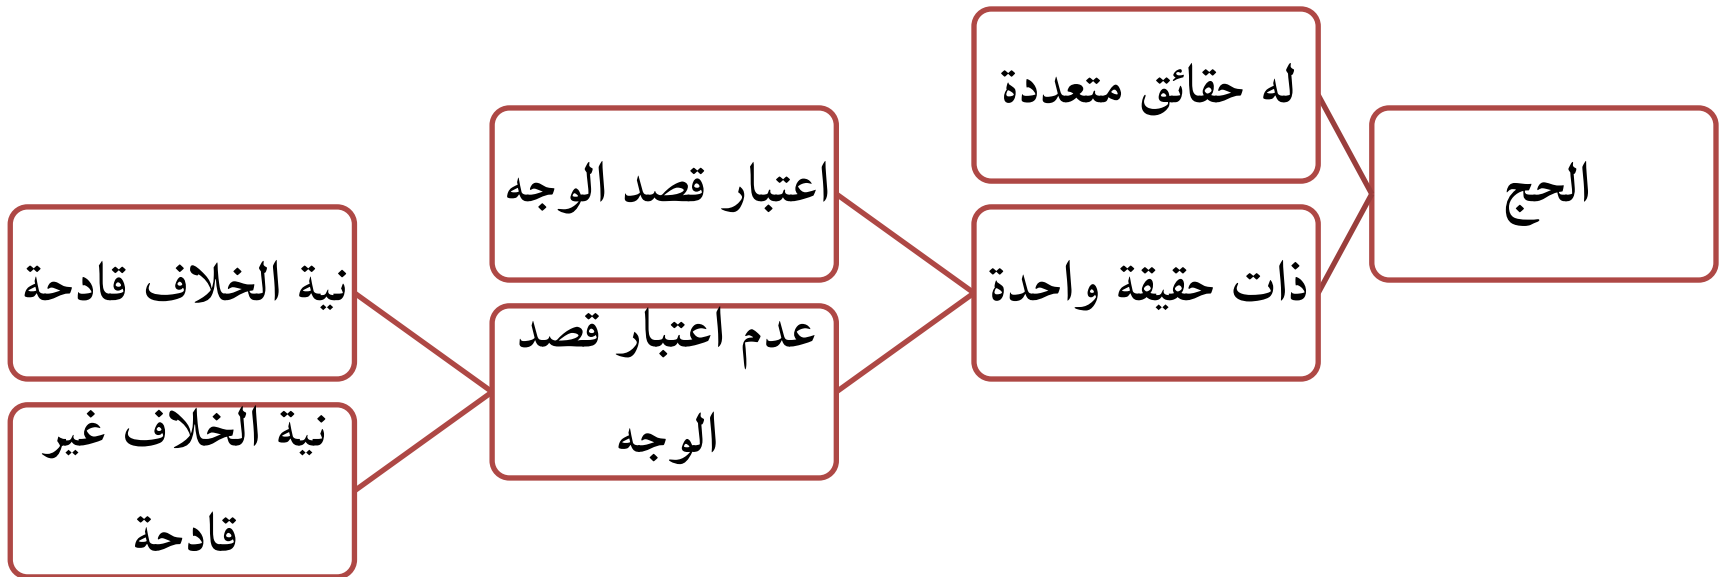 الحج
له حقائق متعددة
ذات حقيقة واحدة
اعتبار قصد الوجه
عدم اعتبار قصد
الوجه
نية الخلاف قادحة
نية الخلاف غير
قادحة